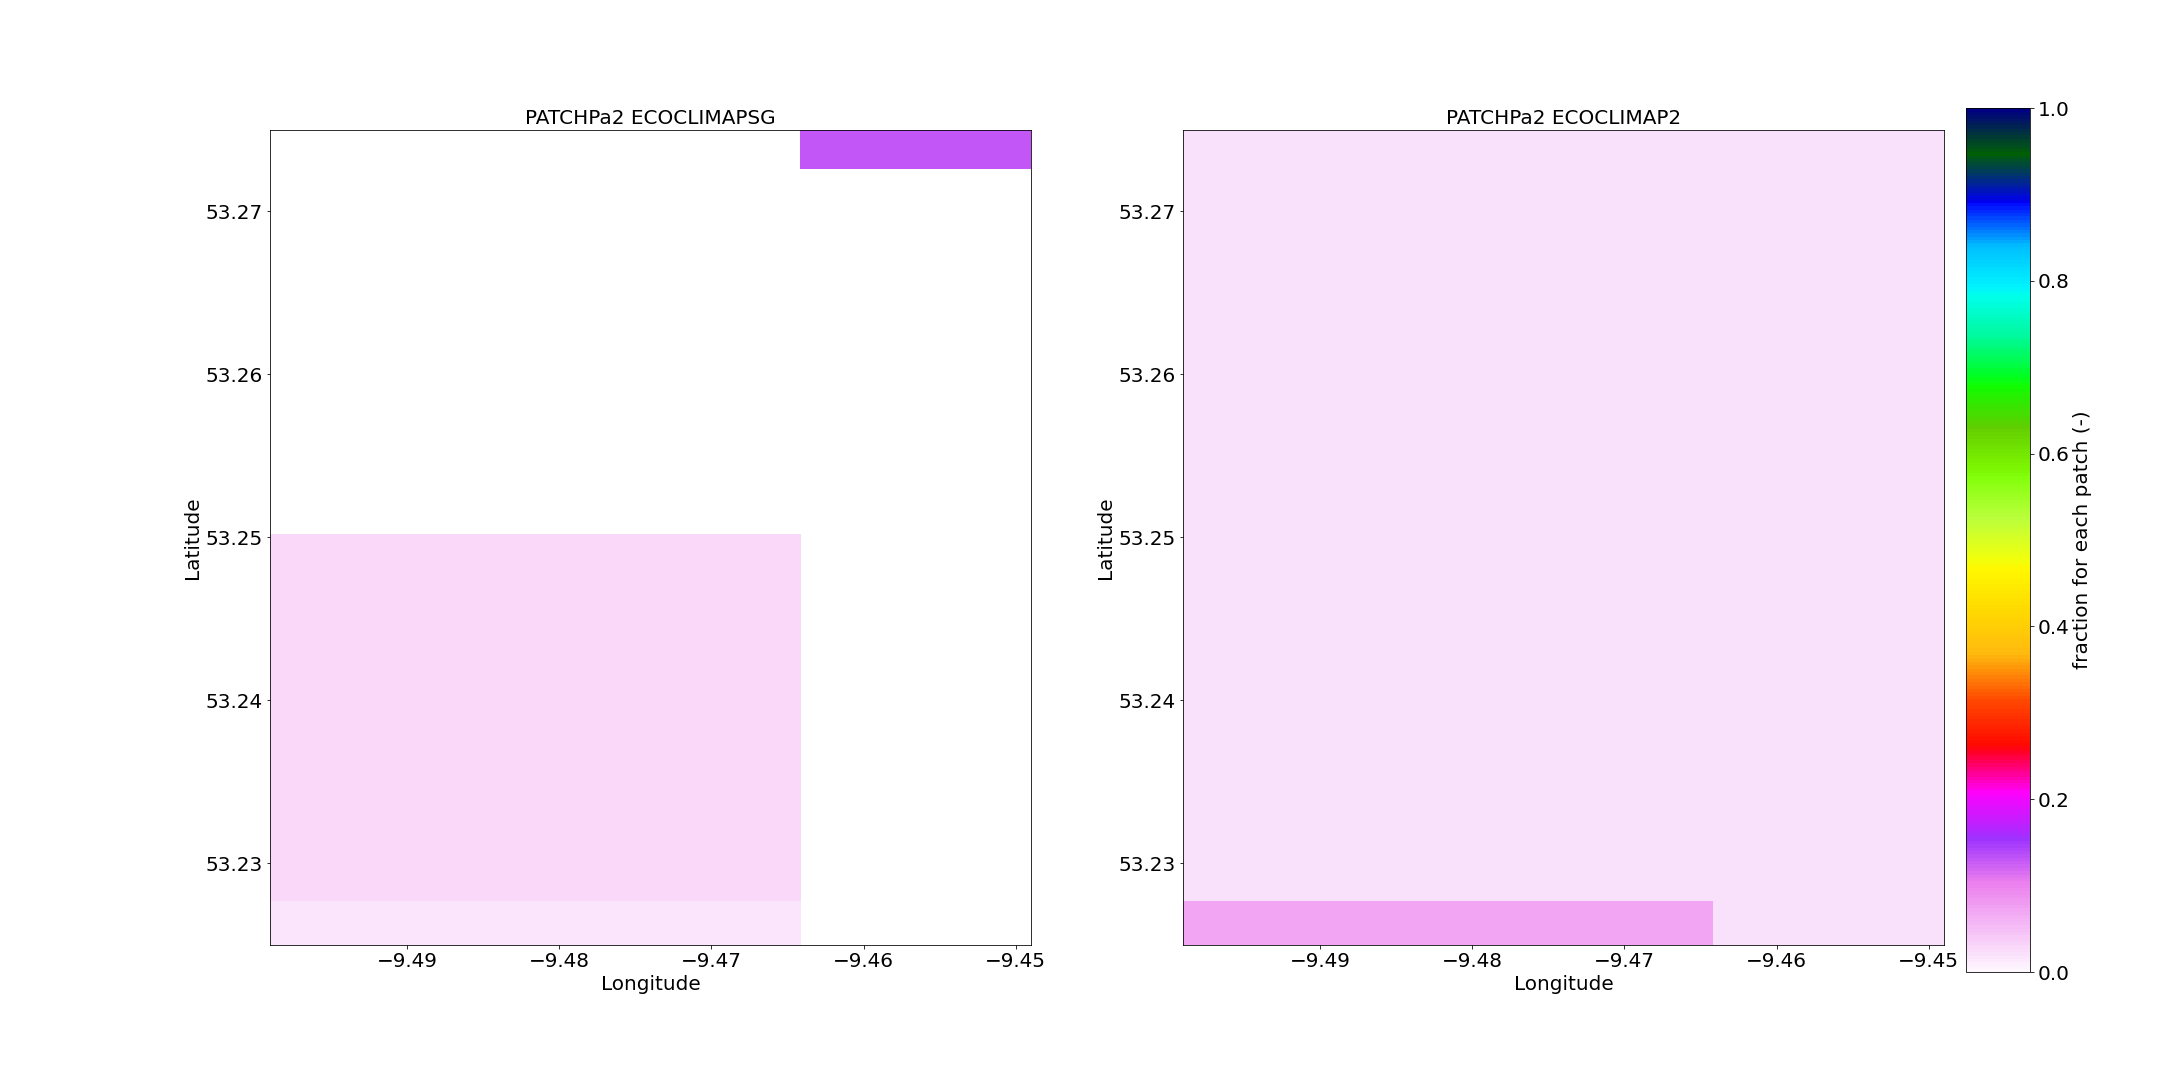 PATCHPa2 ECOCLIMAPSG
53.27
53.26
53.25
53.24
53.23
Latitude
−9.49 −9.48 −9.47 −9.46 −9.45
Longitude
PATCHPa2 ECOCLIMAP2
53.27
53.26
53.25
53.24
53.23
Latitude
−9.49 −9.48 −9.47 −9.46 −9.45
Longitude
1.0
0.8
0.6
0.4
0.2
0.0
fraction for each patch (-)